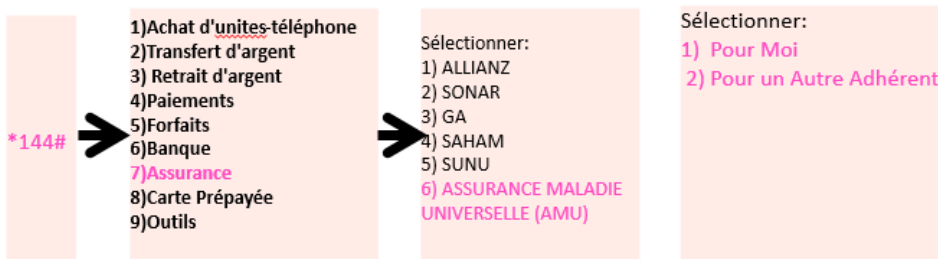 *144#
1)Achat d'unites-téléphone
2)Transfert d'argent
3) Retrait d'argent
4)Paiements
5)Forfaits
6)Banque
7)Assurance
8)Carte Prépayée
9)Outils
Sélectionner:
1) ALLIANZ
2) SONAR
3) GA
4) SAHAM
5) SUNU
6) ASSURANCE MALADIE
UNIVERSELLE (AMU)
Sélectionner:
1) Pour Moi
2) Pour un Autre Adhérent